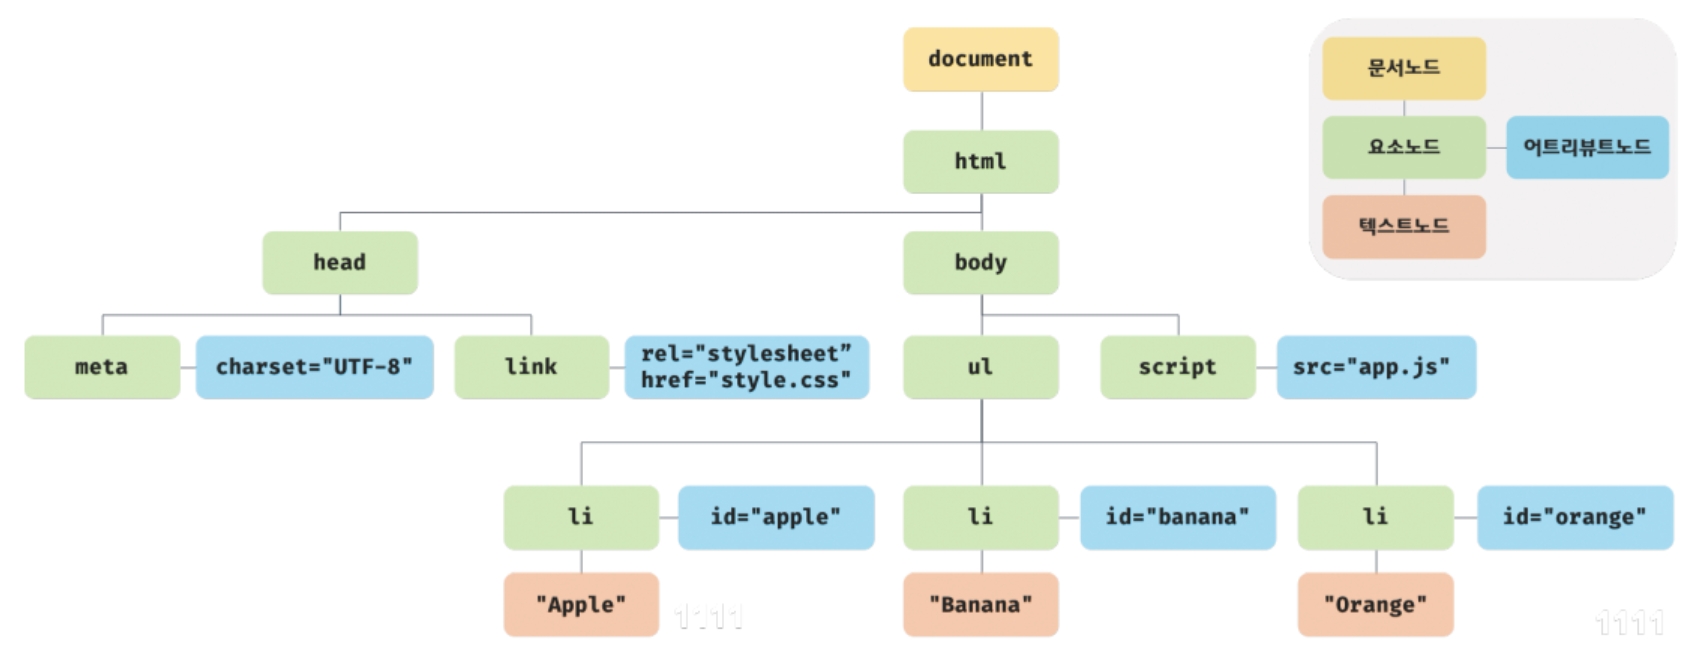 document
문서노드
html
요소노드
어트리뷰트노드
텍스트노드
head
body
meta
charset="UTF-8"
link
rel="stylesheet”
href="style.css"
ul
script
src="app.js"
li
id="apple"
li
id="banana"
li
id="orange"
"Apple"
1111
"Banana"
"Orange"
1111